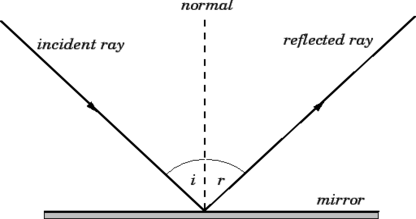 normal
incident ray
reflected ray
i
r
mirror